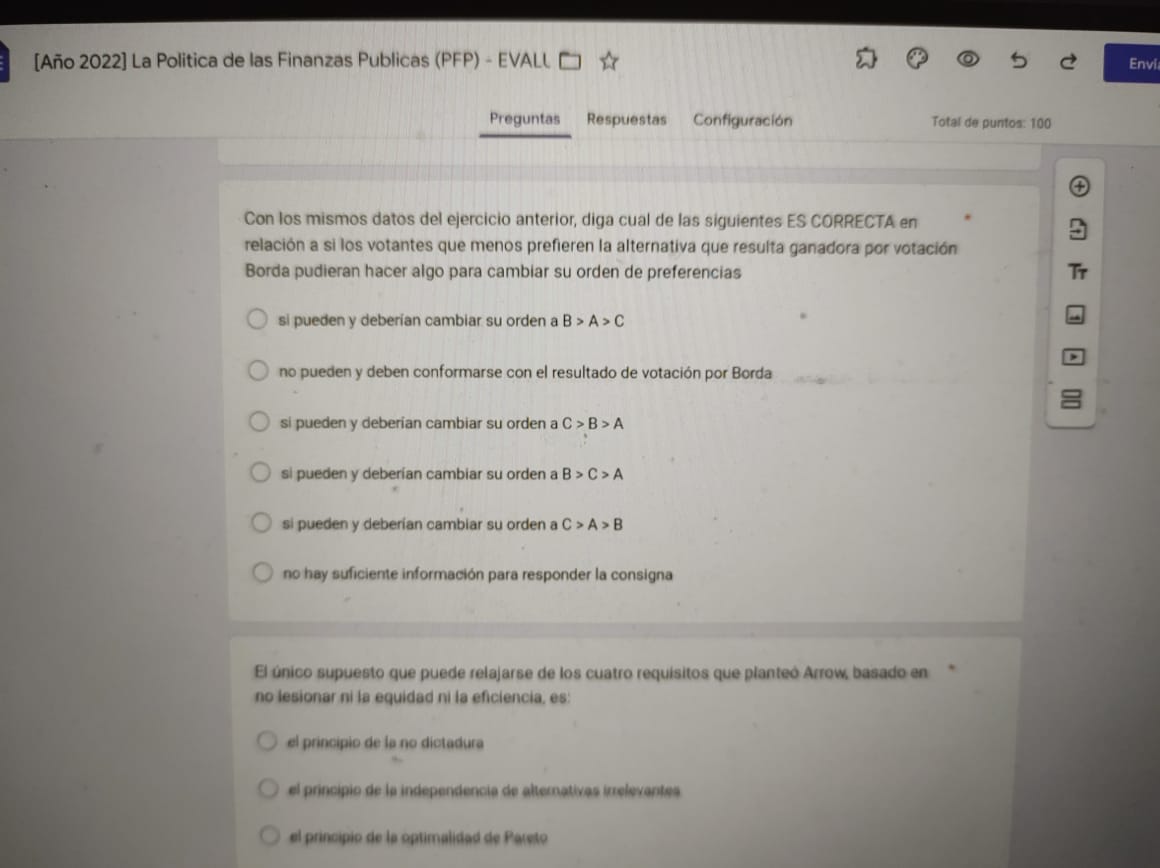 [Año 2022] La Politica de las Finanzas Publicas (PFP) - EVALU
Envi
Preguntas Respuestas Configuración
Total de puntos: 100
Con los mismos datos del ejercicio anterior, diga cual de las siguientes ES CORRECTA en *
relación a si los votantes que menos prefieren la alternativa que resulta ganadora por votación
Borda pudieran hacer algo para cambiar su orden de preferencias
si pueden y deberían cambiar su orden a B > A > C
no pueden y deben conformarse con el resultado de votación por Borda
si pueden y deberían cambiar su orden a C > B > A
si pueden y deberían cambiar su orden a B > C > A
si pueden y deberían cambiar su orden a C > A > B
no hay suficiente información para responder la consigna
El único supuesto que puede relajarse de los cuatro requisitos que planteó Arrow, basado en *
no lesionar ni la equidad ni la eficiencia, es:
el principio de la no dictadura
el principio de la independencia de alternativas irrelevantes
el principio de la optimalidad de Pareto